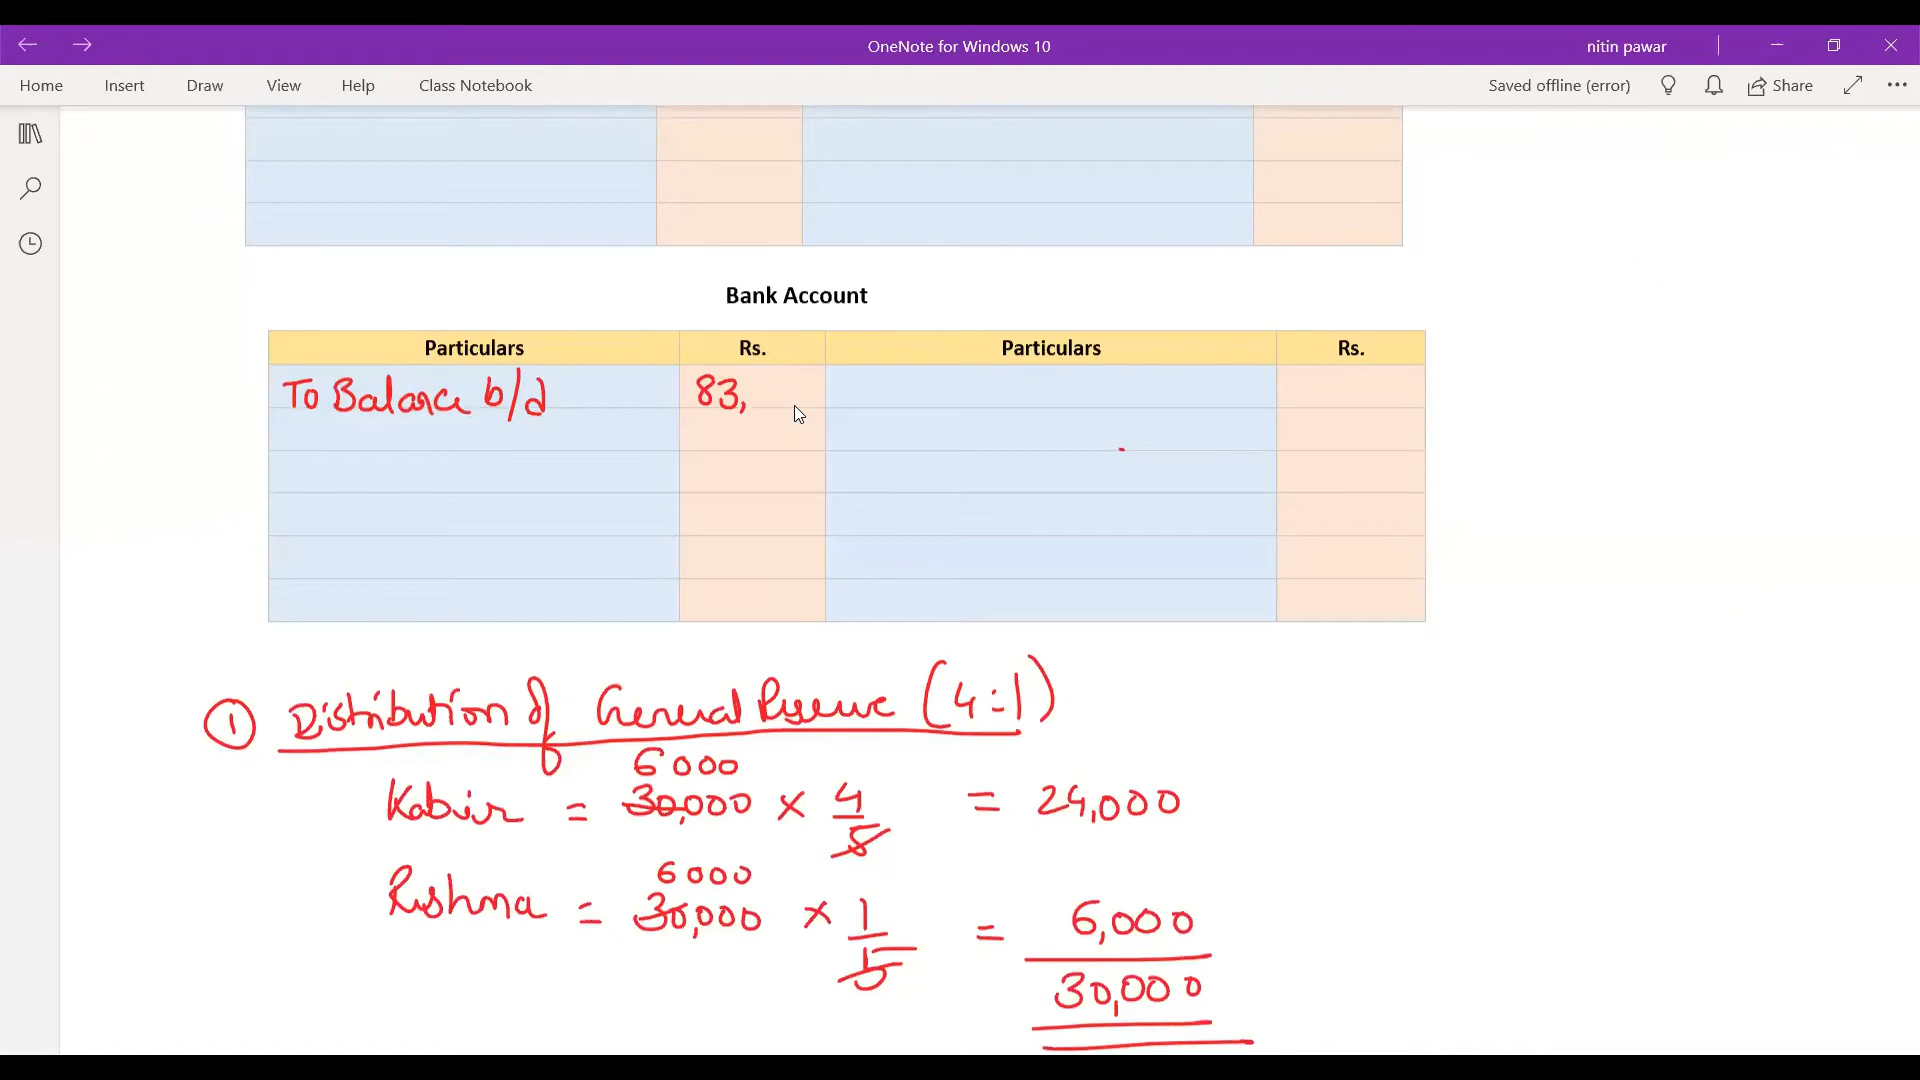 OneNote for Windows 10
nitin pawar
Home Insert Draw View Help Class Notebook
Saved offline (error) Share
Bank Account
Particulars Rs. Particulars Rs.
To Balance b/d 83,
① Distribution of General Reserve (4:1)
6000
Kabir = 30,000 × 4/5 = 24,000
6000
Rushma = 30,000 × 1/5 = 6,000
30,000